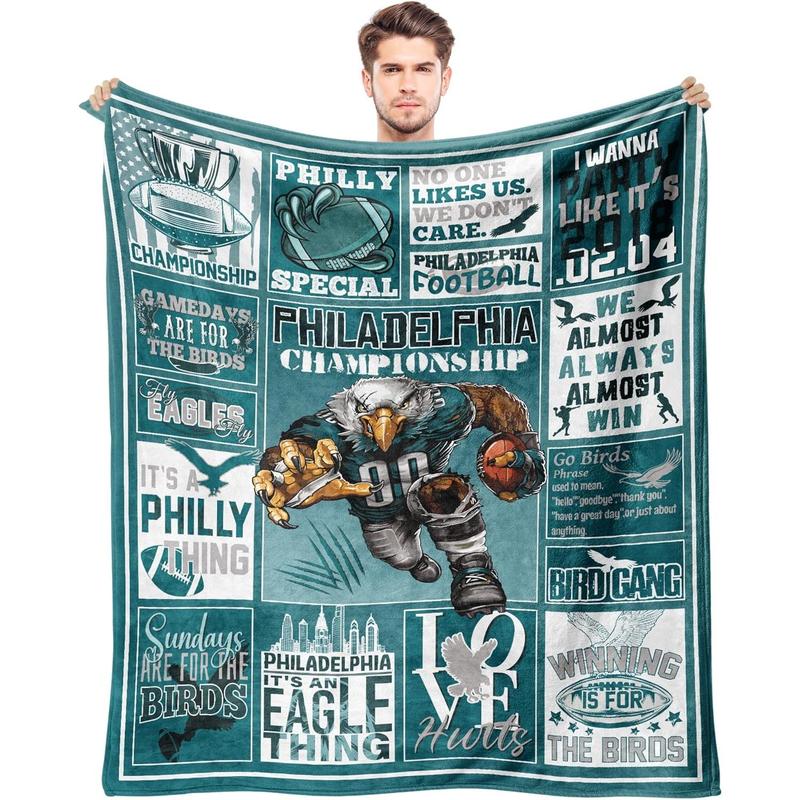 CHAMPIONSHIP
PHILLY
SPECIAL
NO ONE
LIKES US.
WE DON'T
CARE.
PHILADELPHIA
FOOTBALL
I WANNA
PARTY
LIKE IT'S
2018
.02.04
GAMEDAYS
ARE FOR
THE BIRDS
Fly
EAGLES
Fly
PHILADELPHIA
CHAMPIONSHIP
00
WE
ALMOST
ALWAYS
ALMOST
WIN
IT'S A
PHILLY
THING
Go Birds
Phrase
used to mean,
"hello","goodbye","thank you",
"have a great day",or just about
anything.
BIRD GANG
Sundays
ARE FOR THE
BIRDS
PHILADELPHIA
IT'S AN
EAGLE
THING
LO
VE
Hurts
WINNING
IS FOR
THE BIRDS